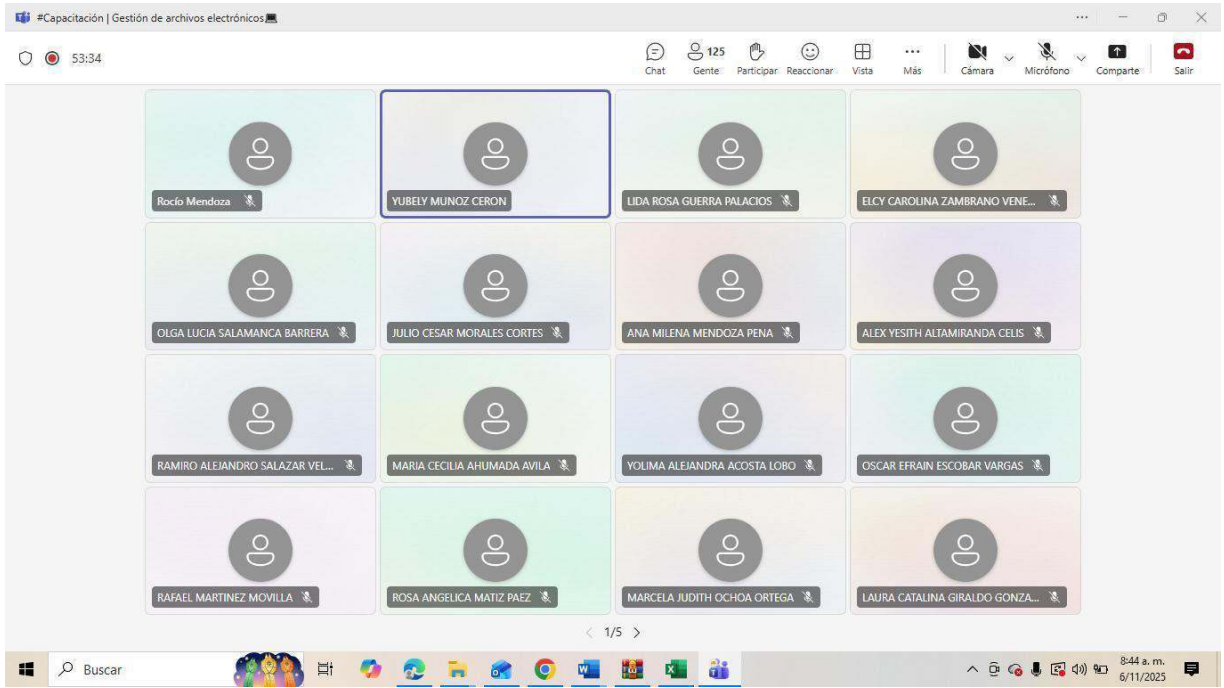 #Capacitación | Gestión de archivos electrónicos
53:34
125
Chat Gente Participar Reaccionar Vista Más Cámara Micrófono Comparte Salir
Rocío Mendoza YUBELY MUNOZ CERON LIDA ROSA GUERRA PALACIOS ELCY CAROLINA ZAMBRANO VENE...
OLGA LUCIA SALAMANCA BARRERA JULIO CESAR MORALES CORTES ANA MILENA MENDOZA PENA ALEX YESITH ALTAMIRANDA CELIS
RAMIRO ALEJANDRO SALAZAR VEL... MARIA CECILIA AHUMADA AVILA YOLIMA ALEJANDRA ACOSTA LOBO OSCAR EFRAIN ESCOBAR VARGAS
RAFAEL MARTINEZ MOVILLA ROSA ANGELICA MATIZ PAEZ MARCELA JUDITH OCHOA ORTEGA LAURA CATALINA GIRALDO GONZA...
1/5
Buscar
8:44 a. m.
6/11/2025